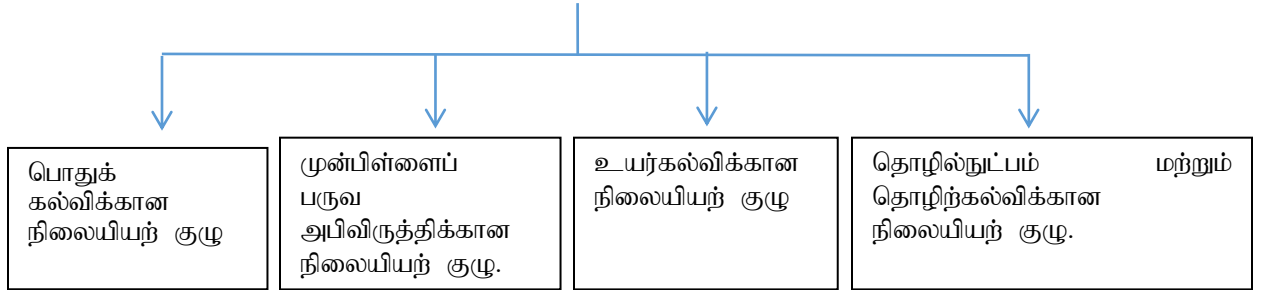 பொதுக்
கல்விக்கான
நிலையியற் குழு
முன்பிள்ளைப்
பருவ
அபிவிருத்திக்கான
நிலையியற் குழு.
உயர்கல்விக்கான
நிலையியற் குழு
தொழில்நுட்பம் மற்றும்
தொழிற்கல்விக்கான
நிலையியற் குழு.